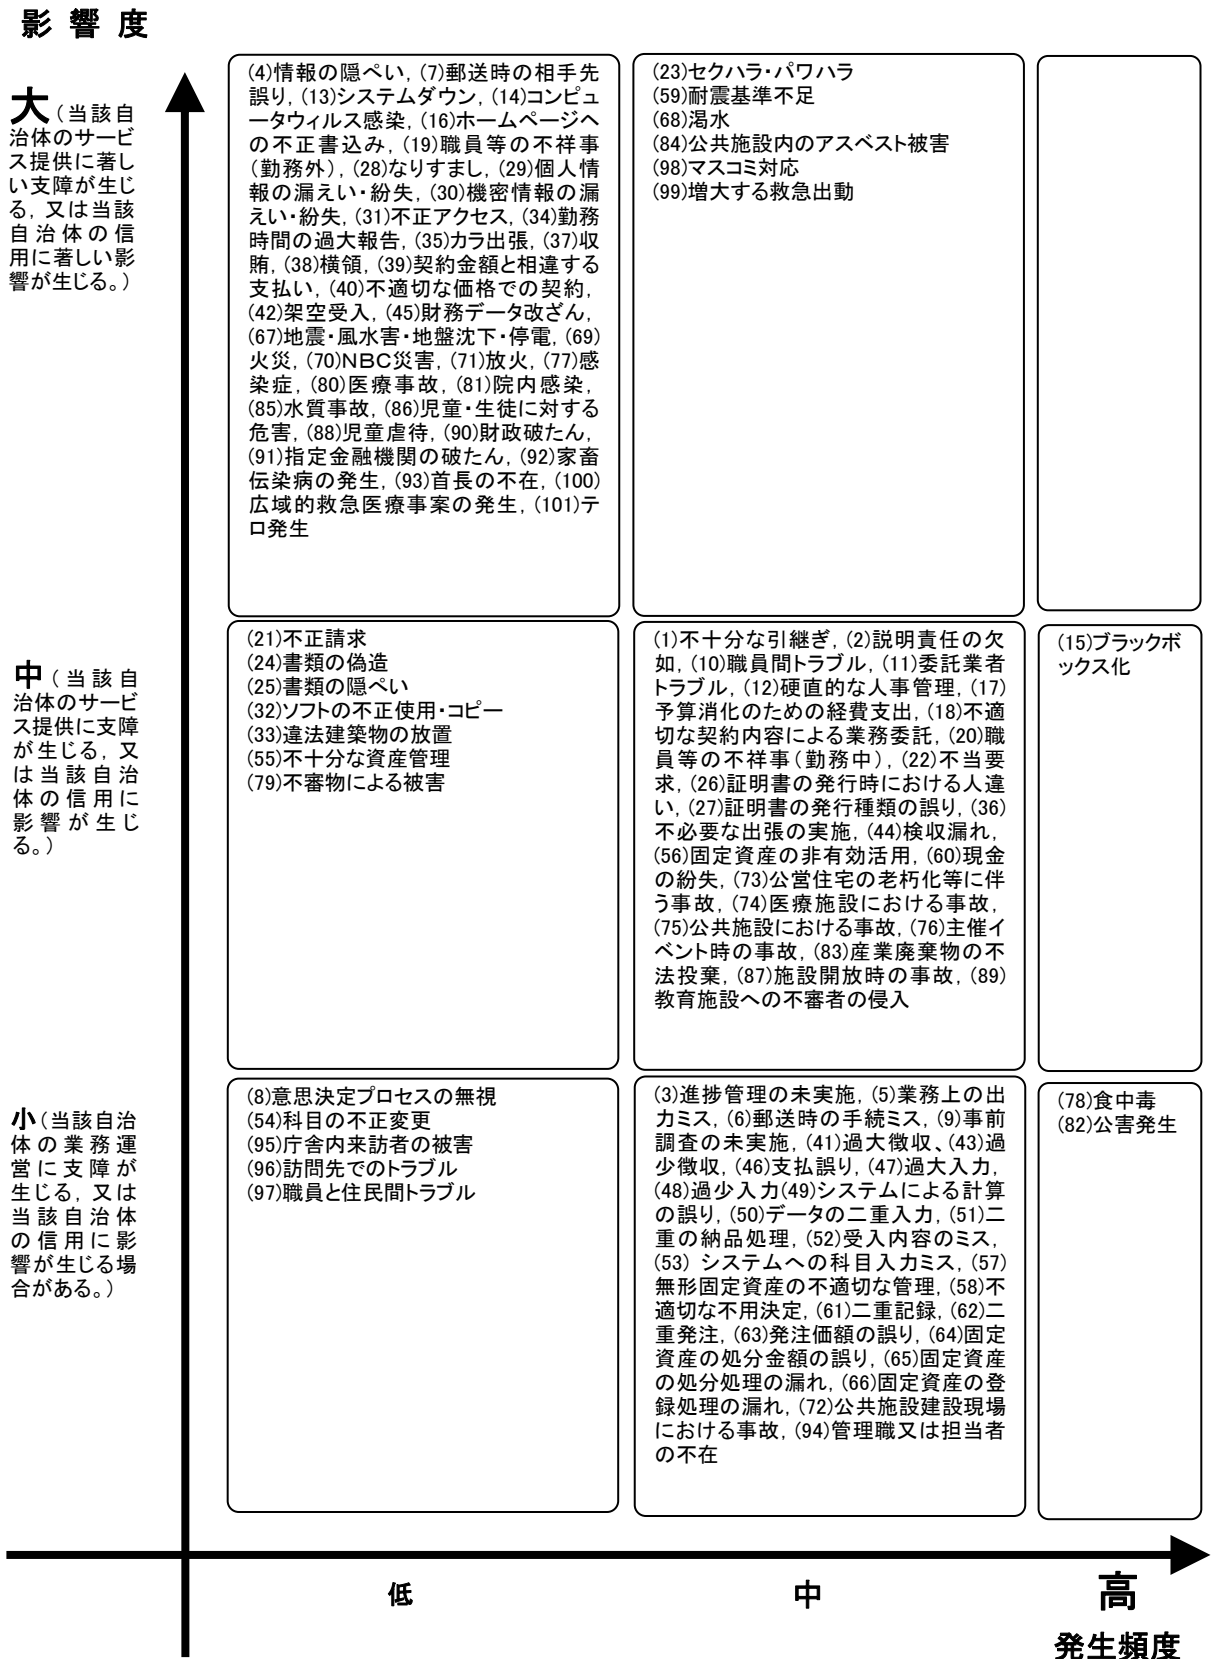 影響度
大(当該自
治体のサービ
ス提供に著し
い支障が生じ
る，又は当該
自治体の信
用に著しい影
響が生じる。)
(4)情報の隠ぺい，(7)郵送時の相手先
誤り，(13)システムダウン，(14)コンピュ
ータウィルス感染，(16)ホームページへ
の不正書込み，(19)職員等の不祥事
(勤務外)，(28)なりすまし，(29)個人情
報の漏えい・紛失，(30)機密情報の漏
えい・紛失，(31)不正アクセス，(34)勤務
時間の過大報告，(35)カラ出張，(37)収
賄，(38)横領，(39)契約金額と相違する
支払い，(40)不適切な価格での契約，
(42)架空受入，(45)財務データ改ざん，
(67)地震・風水害・地盤沈下・停電，(69)
火災，(70)NBC災害，(71)放火，(77)感
染症，(80)医療事故，(81)院内感染，
(85)水質事故，(86)児童・生徒に対する
危害，(88)児童虐待，(90)財政破たん，
(91)指定金融機関の破たん，(92)家畜
伝染病の発生，(93)首長の不在，(100)
広域的救急医療事案の発生，(101)テ
ロ発生
(23)セクハラ・パワハラ
(59)耐震基準不足
(68)渇水
(84)公共施設内のアスベスト被害
(98)マスコミ対応
(99)増大する救急出動
中(当該自
治体のサービ
ス提供に支障
が生じる，又
は当該自治
体の信用に
影響が生じ
る。)
(21)不正請求
(24)書類の偽造
(25)書類の隠ぺい
(32)ソフトの不正使用・コピー
(33)違法建築物の放置
(55)不十分な資産管理
(79)不審物による被害
(1)不十分な引継ぎ，(2)説明責任の欠
如，(10)職員間トラブル，(11)委託業者
トラブル，(12)硬直的な人事管理，(17)
予算消化のための経費支出，(18)不適
切な契約内容による業務委託，(20)職
員等の不祥事(勤務中)，(22)不当要
求，(26)証明書の発行時における人違
い，(27)証明書の発行種類の誤り，(36)
不必要な出張の実施，(44)検収漏れ，
(56)固定資産の非有効活用，(60)現金
の紛失，(73)公営住宅の老朽化等に伴
う事故，(74)医療施設における事故，
(75)公共施設における事故，(76)主催イ
ベント時の事故，(83)産業廃棄物の不
法投棄，(87)施設開放時の事故，(89)
教育施設への不審者の侵入
(15)ブラックボ
ックス化
小(当該自治
体の業務運
営に支障が
生じる，又は
当該自治体
の信用に影
響が生じる場
合がある。)
(8)意思決定プロセスの無視
(54)科目の不正変更
(95)庁舎内来訪者の被害
(96)訪問先でのトラブル
(97)職員と住民間トラブル
(3)進捗管理の未実施，(5)業務上の出
力ミス，(6)郵送時の手続ミス，(9)事前
調査の未実施，(41)過大徴収、(43)過
少徴収，(46)支払誤り，(47)過大入力，
(48)過少入力(49)システムによる計算
の誤り，(50)データの二重入力，(51)二
重の納品処理，(52)受入内容のミス，
(53) システムへの科目入力ミス，(57)
無形固定資産の不適切な管理，(58)不
適切な不用決定，(61)二重記録，(62)二
重発注，(63)発注価額の誤り，(64)固定
資産の処分金額の誤り，(65)固定資産
の処分処理の漏れ，(66)固定資産の登
録処理の漏れ，(72)公共施設建設現場
における事故，(94)管理職又は担当者
の不在
(78)食中毒
(82)公害発生
低
中
高
発生頻度